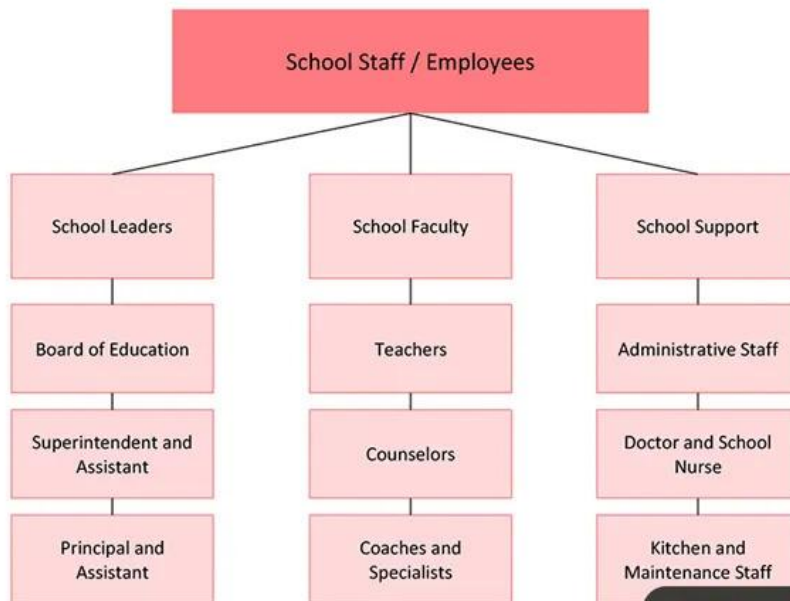 School Staff / Employees
School Leaders
School Faculty
School Support
Board of Education
Teachers
Administrative Staff
Superintendent and
Assistant
Counselors
Doctor and School
Nurse
Principal and
Assistant
Coaches and
Specialists
Kitchen and
Maintenance Staff